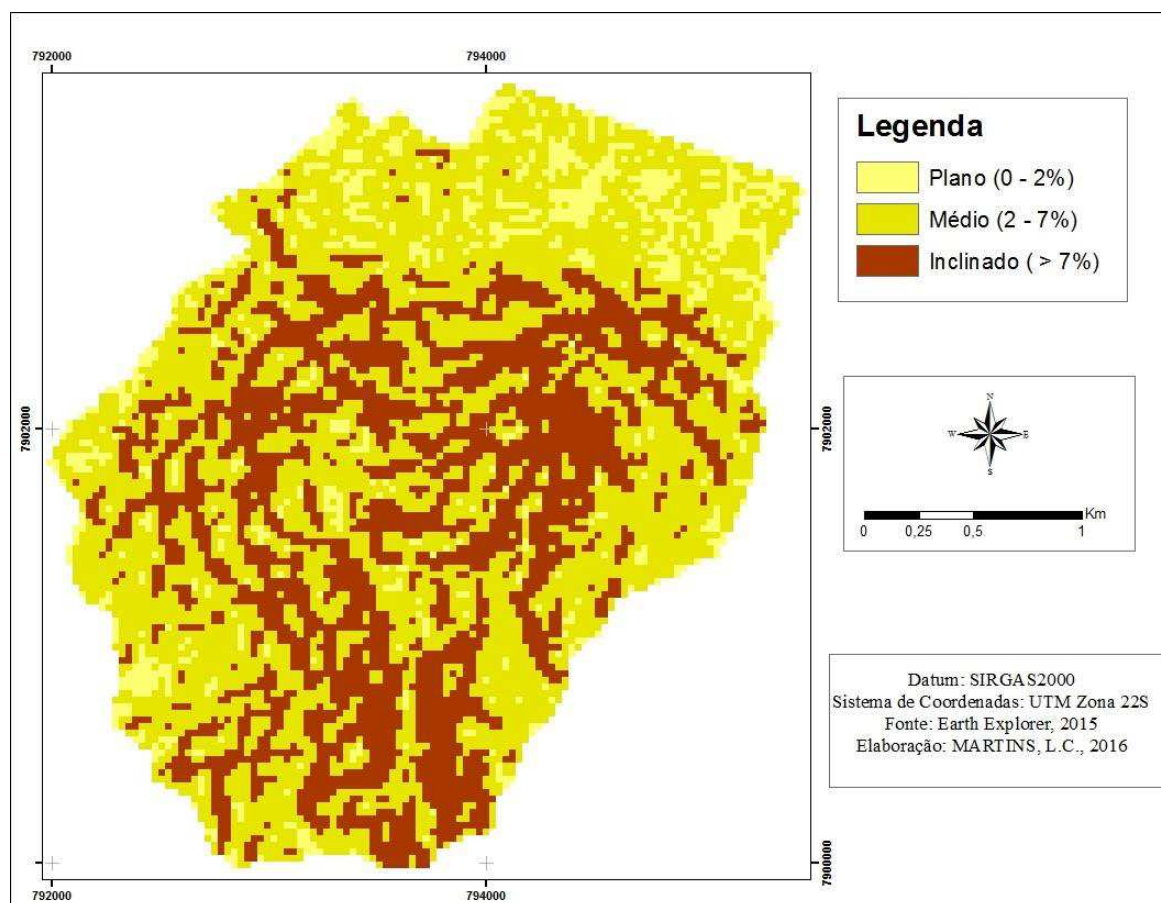 792000
794000
Legenda
Plano (0 - 2%)
Médio (2 - 7%)
Inclinado ( > 7%)
7902000
7902000
N
W
E
S
Km
0
0,25
0,5
1
Datum: SIRGAS2000
Sistema de Coordenadas: UTM Zona 22S
Fonte: Earth Explorer, 2015
Elaboração: MARTINS, L.C., 2016
7900000
792000
794000